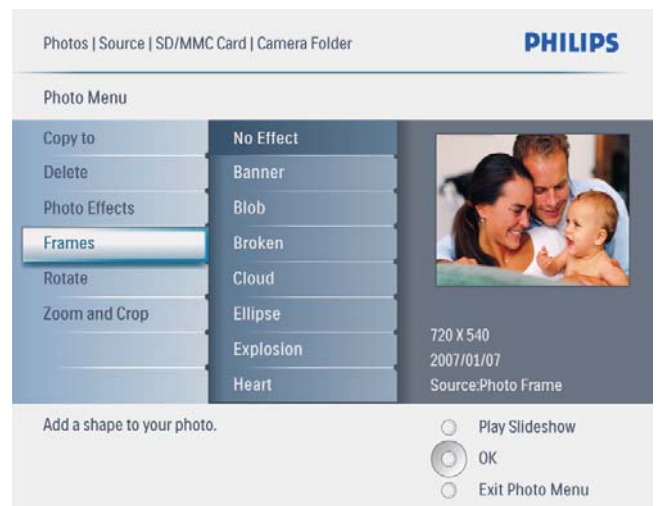 Photos | Source | SD/MMC Card | Camera Folder
PHILIPS
Photo Menu
Copy to
Delete
Photo Effects
Frames
Rotate
Zoom and Crop
No Effect
Banner
Blob
Broken
Cloud
Ellipse
Explosion
Heart
720 X 540
2007/01/07
Source:Photo Frame
Add a shape to your photo.
Play Slideshow
OK
Exit Photo Menu